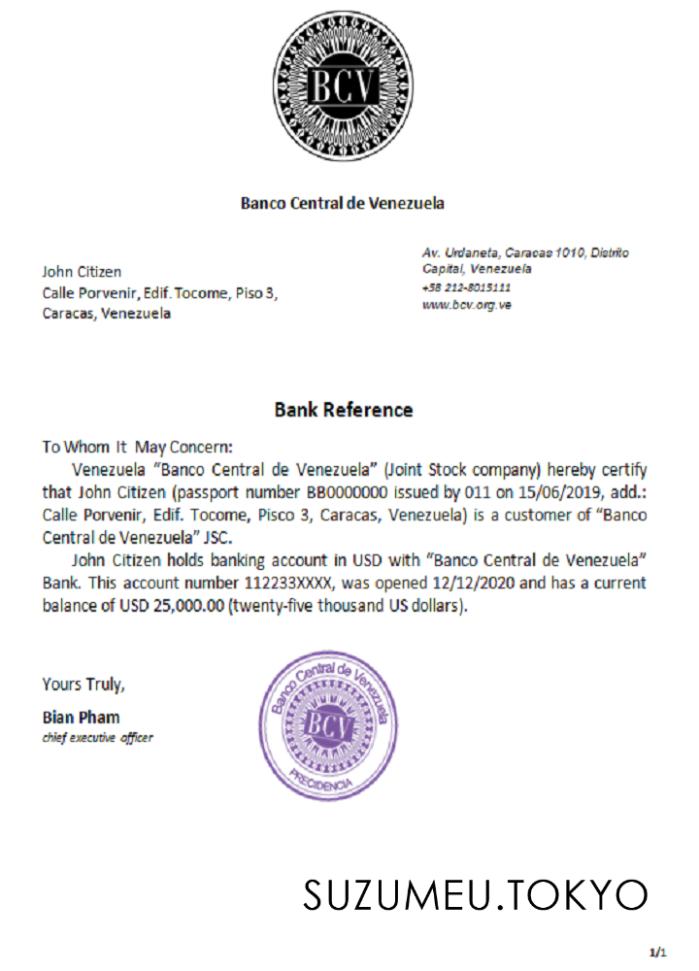 BCV
Banco Central de Venezuela
John Citizen
Calle Porvenir, Edif. Tocome, Piso 3,
Caracas, Venezuela
Av. Urdaneta, Caracas 1010, Distrito
Capital, Venezuela
+58 212-8015111
www.bcv.org.ve
Bank Reference
To Whom It May Concern:
Venezuela “Banco Central de Venezuela” (Joint Stock company) hereby certify
that John Citizen (passport number BB0000000 issued by 011 on 15/06/2019, add.:
Calle Porvenir, Edif. Tocome, Pisco 3, Caracas, Venezuela) is a customer of “Banco
Central de Venezuela” JSC.
John Citizen holds banking account in USD with “Banco Central de Venezuela”
Bank. This account number 112233XXXX, was opened 12/12/2020 and has a current
balance of USD 25,000.00 (twenty-five thousand US dollars).
Yours Truly,
Bian Pham
chief executive officer
Banco Central de Venezuela
BCV
PRECIDENCIA
SUZUMEU.TOKYO
1/1